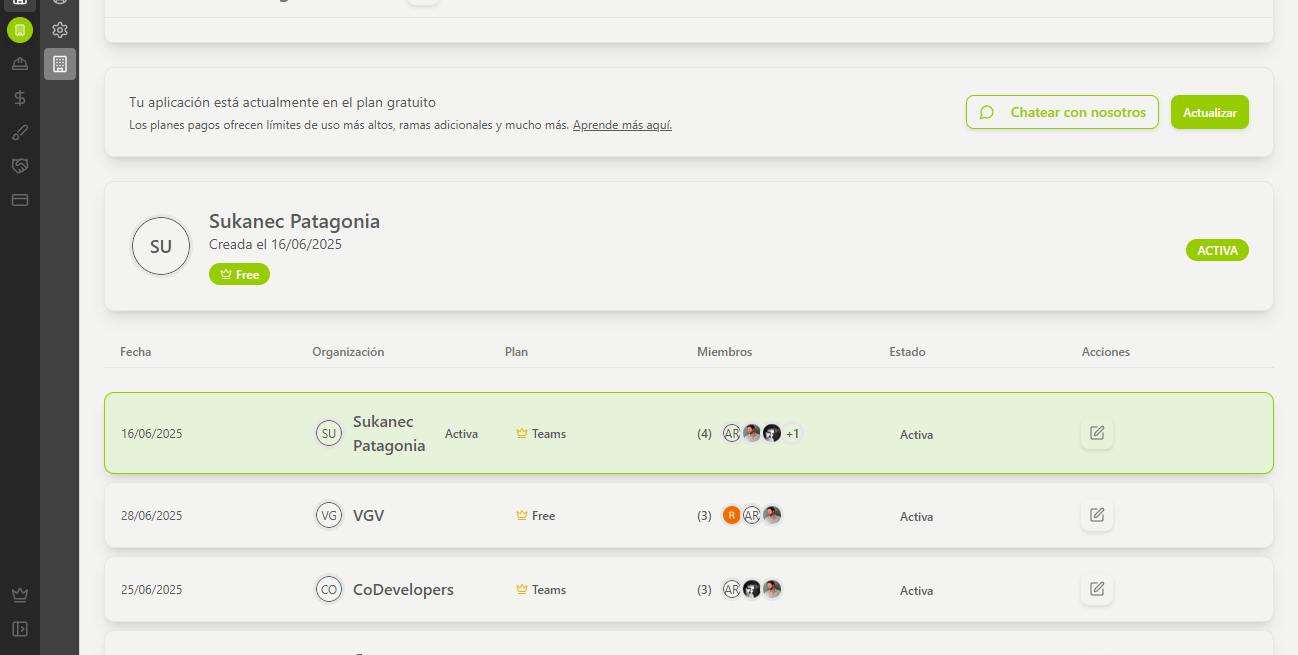 Tu aplicación está actualmente en el plan gratuito
Los planes pagos ofrecen límites de uso más altos, ramas adicionales y mucho más. Aprende más aquí.
Chatear con nosotros
Actualizar
SU
Sukanec Patagonia
Creada el 16/06/2025
Free
ACTIVA
Fecha Organización Plan Miembros Estado Acciones
16/06/2025 SU Sukanec Patagonia Activa Teams (4) AR +1 Activa
28/06/2025 VG VGV Free (3) R AR Activa
25/06/2025 CO CoDevelopers Teams (3) AR Activa